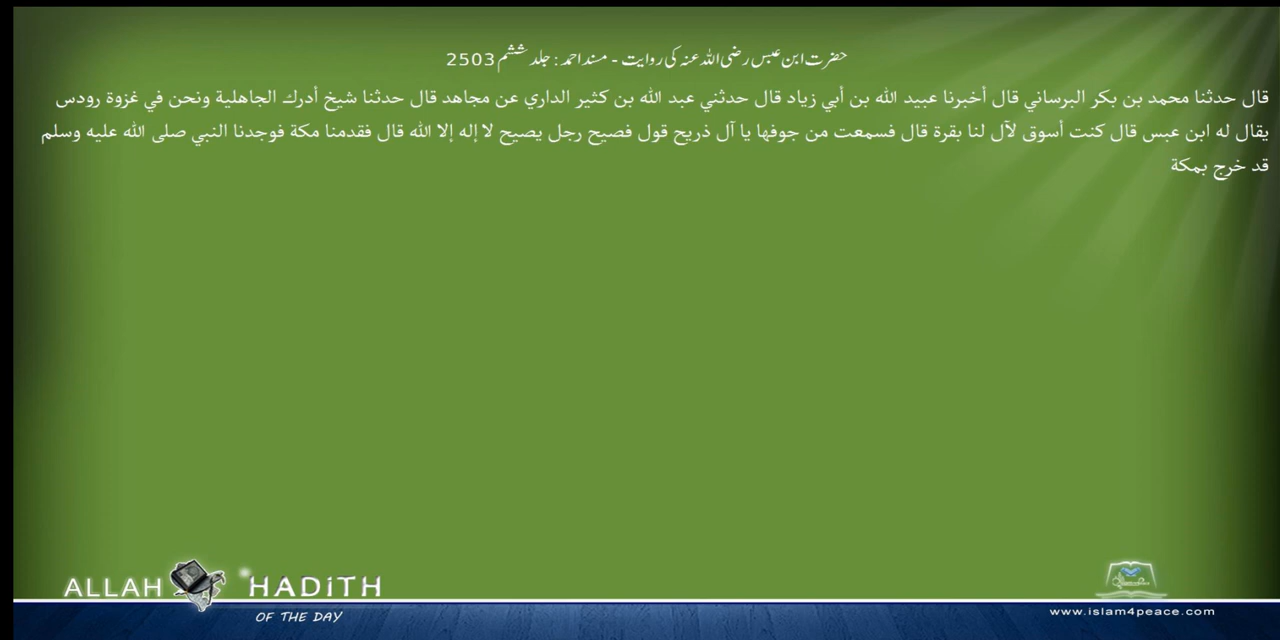 حضرت ابن عبس رضی اللہ عنہ کی روایت - مسند احمد : جلد ششم 2503
قال حدثنا محمد بن بكر البرساني قال أخبرنا عبيد الله بن أبي زياد قال حدثني عبد الله بن كثير الداري عن مجاهد قال حدثنا شيخ أدرك الجاهلية ونحن في غزوة رودس
يقال له ابن عبس قال كنت أسوق لآل لنا بقرة قال فسمعت من جوفها يا آل ذريح قول فصيح رجل يصيح لا إله إلا الله قال فقدمنا مكة فوجدنا النبي صلى الله عليه وسلم
قد خرج بمكة
ALLAH HADiTH
OF THE DAY
www.islam4peace.com